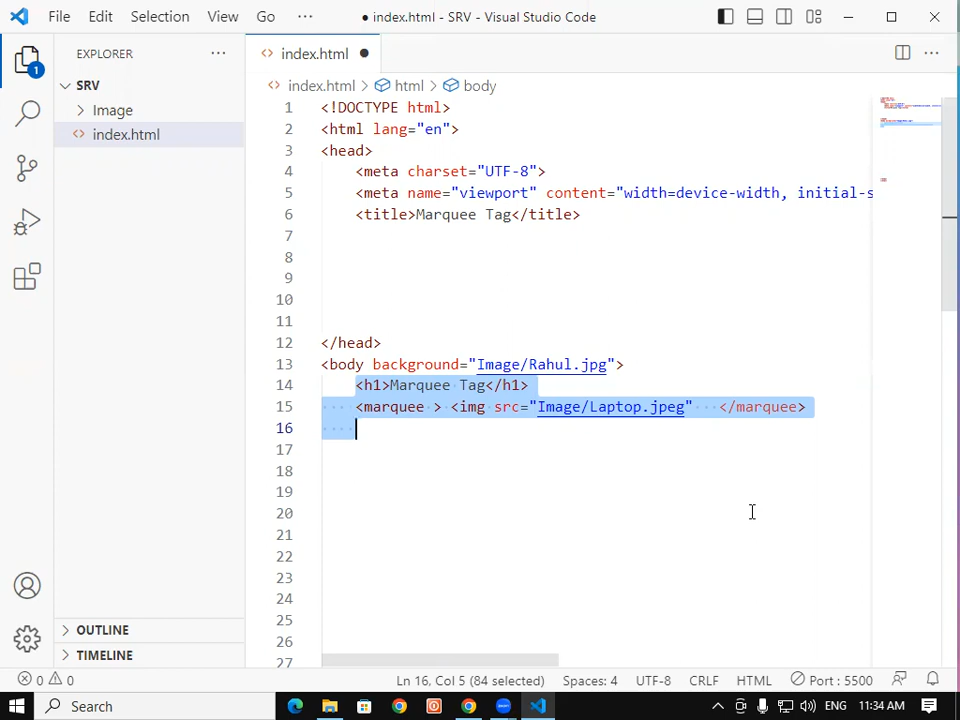 File Edit Selection View Go ··· ● index.html - SRV - Visual Studio Code
EXPLORER ···
index.html ●
SRV
Image
index.html
index.html > html > body
1 <!DOCTYPE html>
2 <html lang="en">
3 <head>
4 <meta charset="UTF-8">
5 <meta name="viewport" content="width=device-width, initial-s
6 <title>Marquee Tag</title>
7
8
9
10
11
12 </head>
13 <body background="Image/Rahul.jpg">
14 <h1>Marquee Tag</h1>
15 <marquee > <img src="Image/Laptop.jpeg" </marquee>
16
17
18
19
20
21
22
23
24
25
26
27
1
OUTLINE
TIMELINE
0 0 Ln 16, Col 5 (84 selected) Spaces: 4 UTF-8 CRLF HTML Port : 5500
Search ENG 11:34 AM